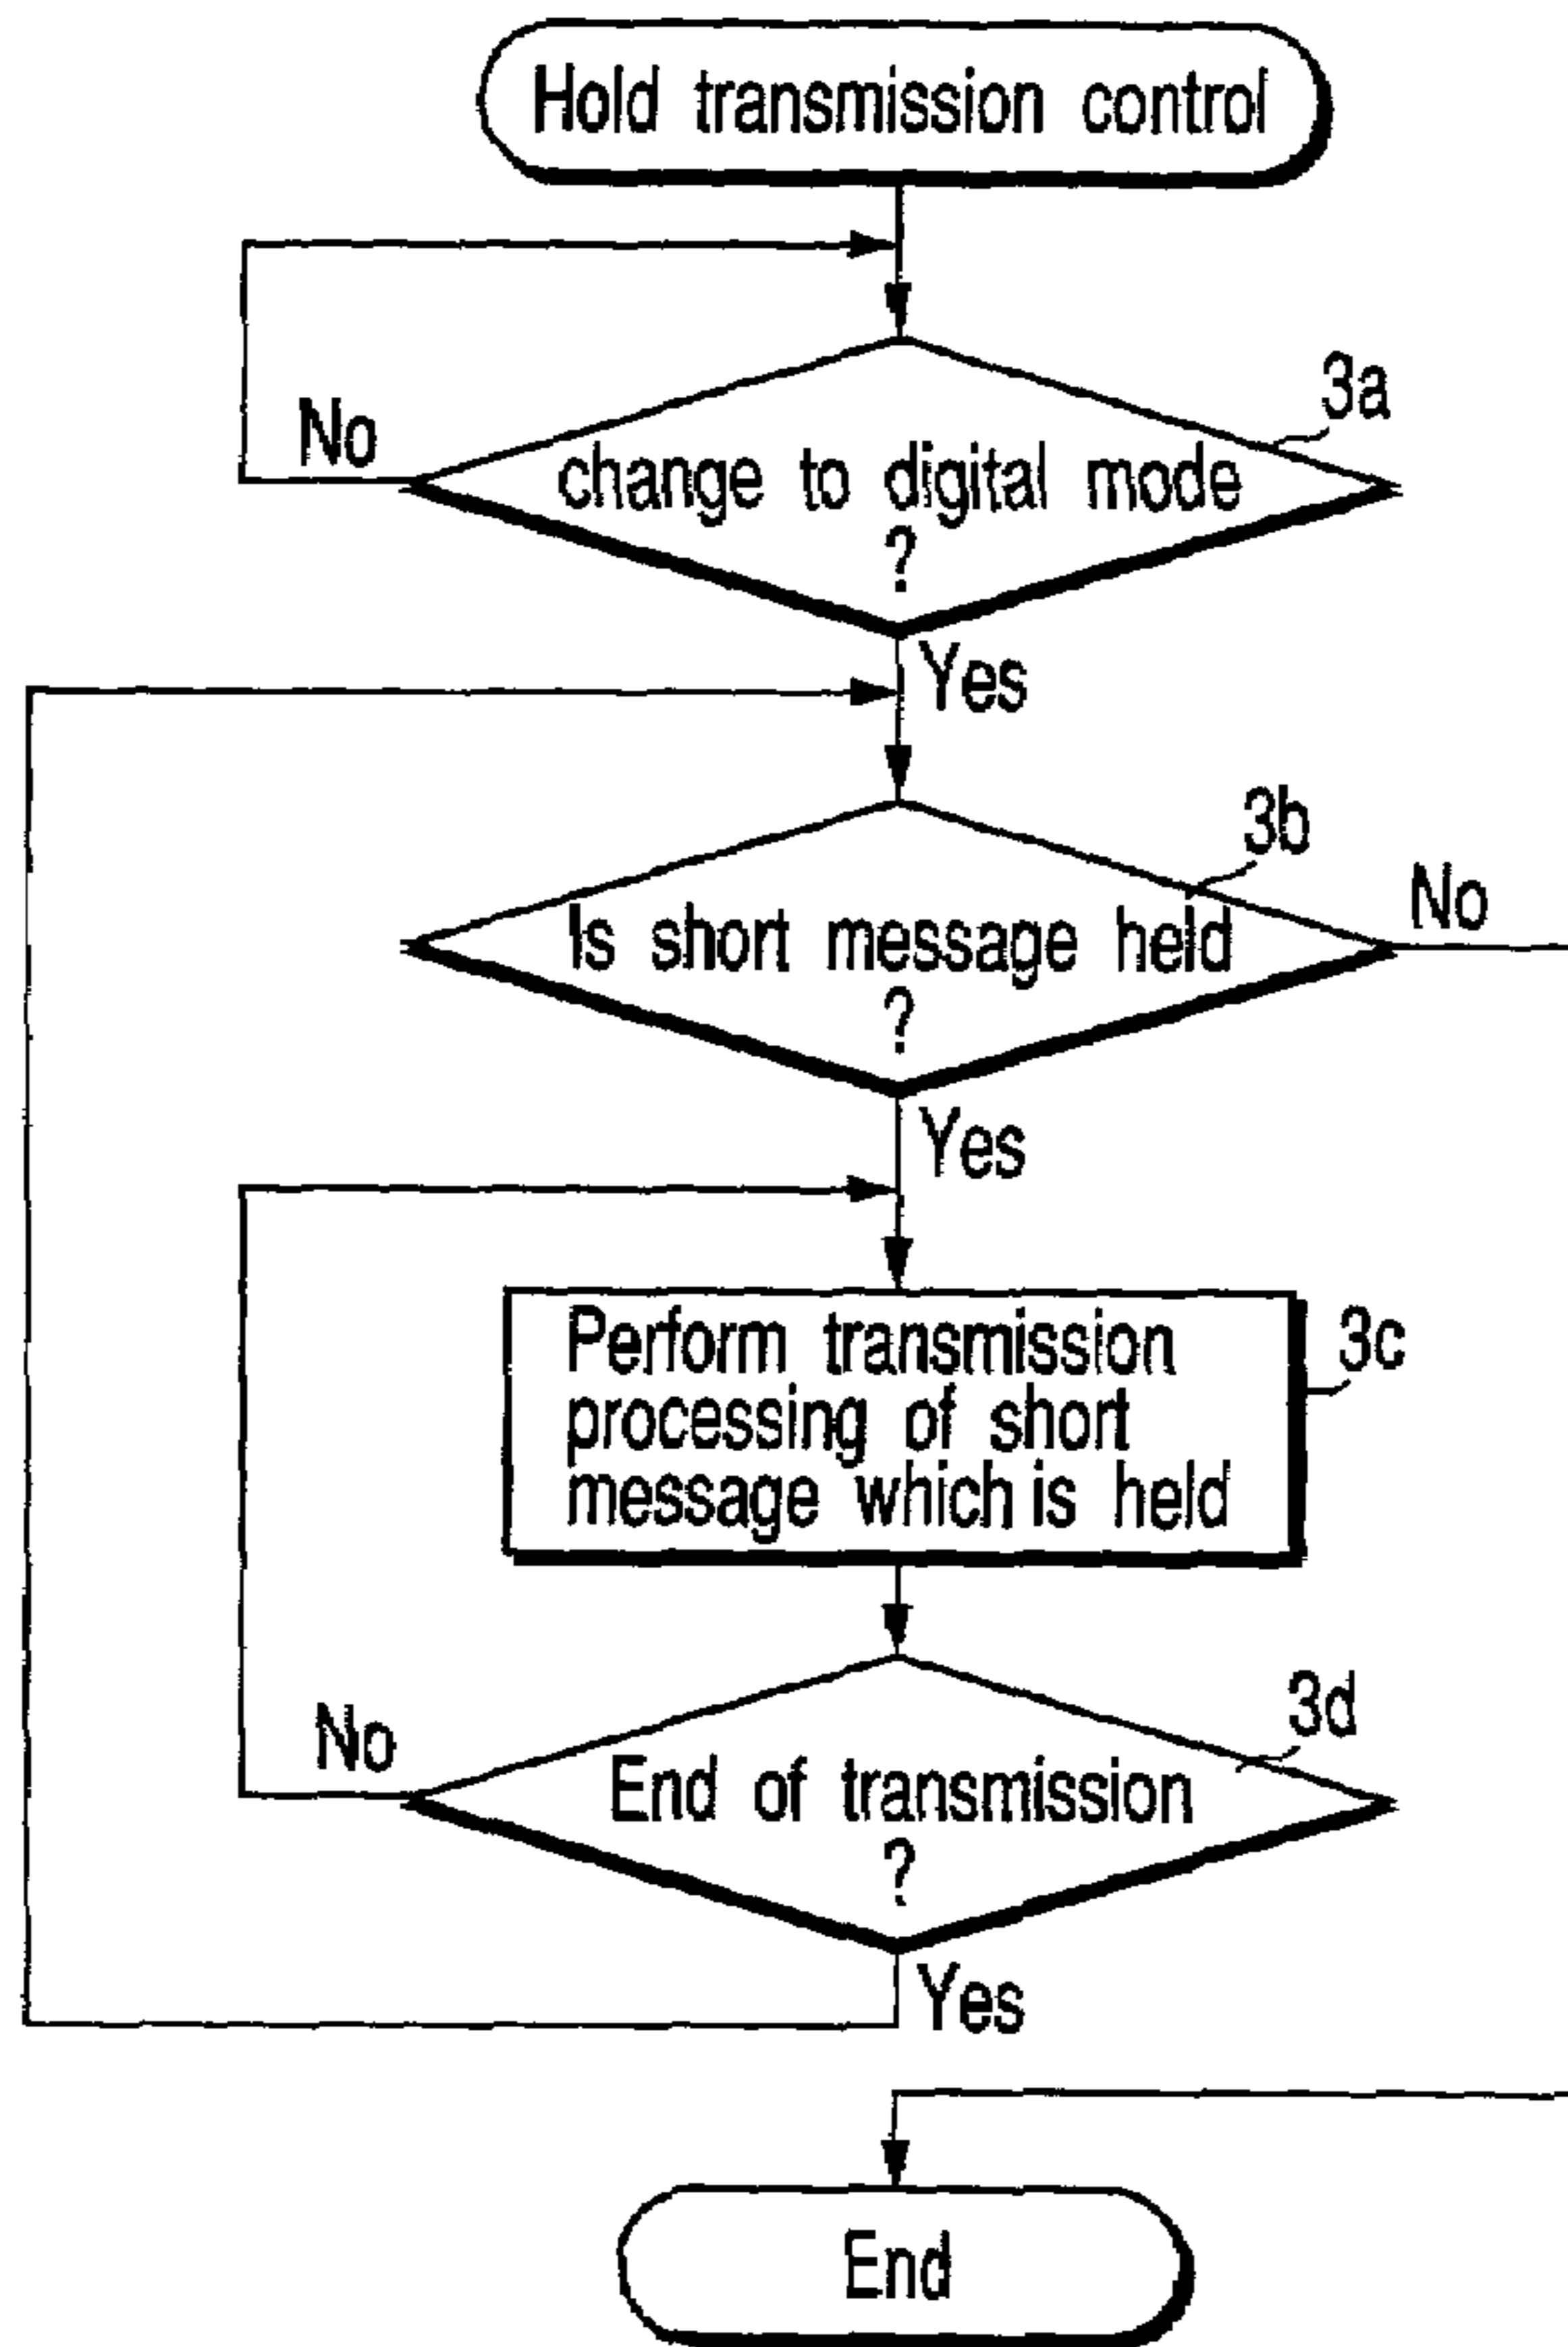 Hold transmission control
3a
No
change to digital mode
?
Yes
3b
No
Is short message held
?
Yes
Perform transmission
3c
processing of short
message which is held
3d
No
End of transmission
?
Yes
End